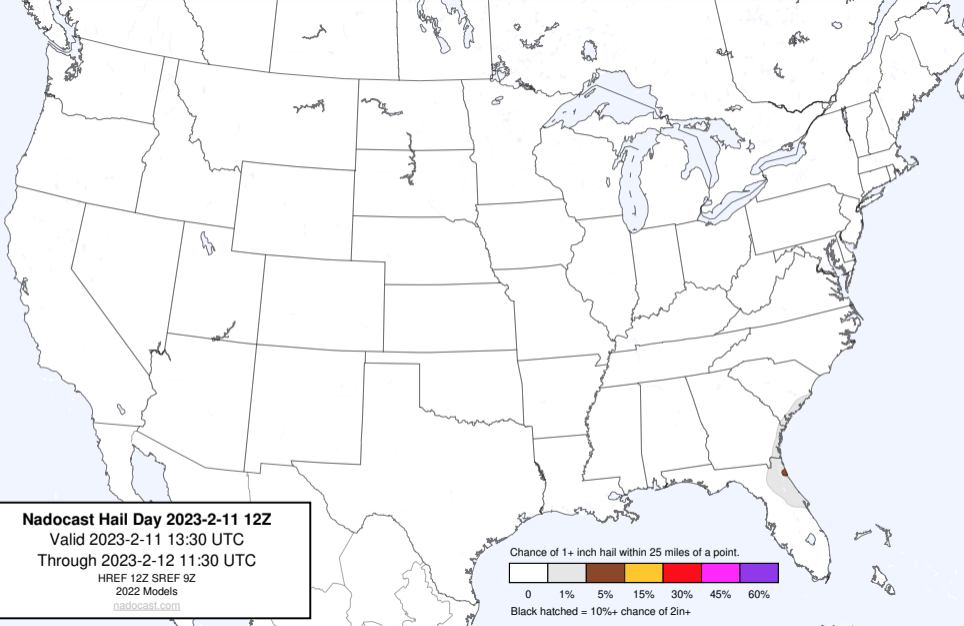 Nadocast Hail Day 2023-2-11 12Z
Valid 2023-2-11 13:30 UTC
Through 2023-2-12 11:30 UTC
HREF 12Z SREF 9Z
2022 Models
nadocast.com
Chance of 1+ inch hail within 25 miles of a point.
0 1% 5% 15% 30% 45% 60%
Black hatched = 10%+ chance of 2in+